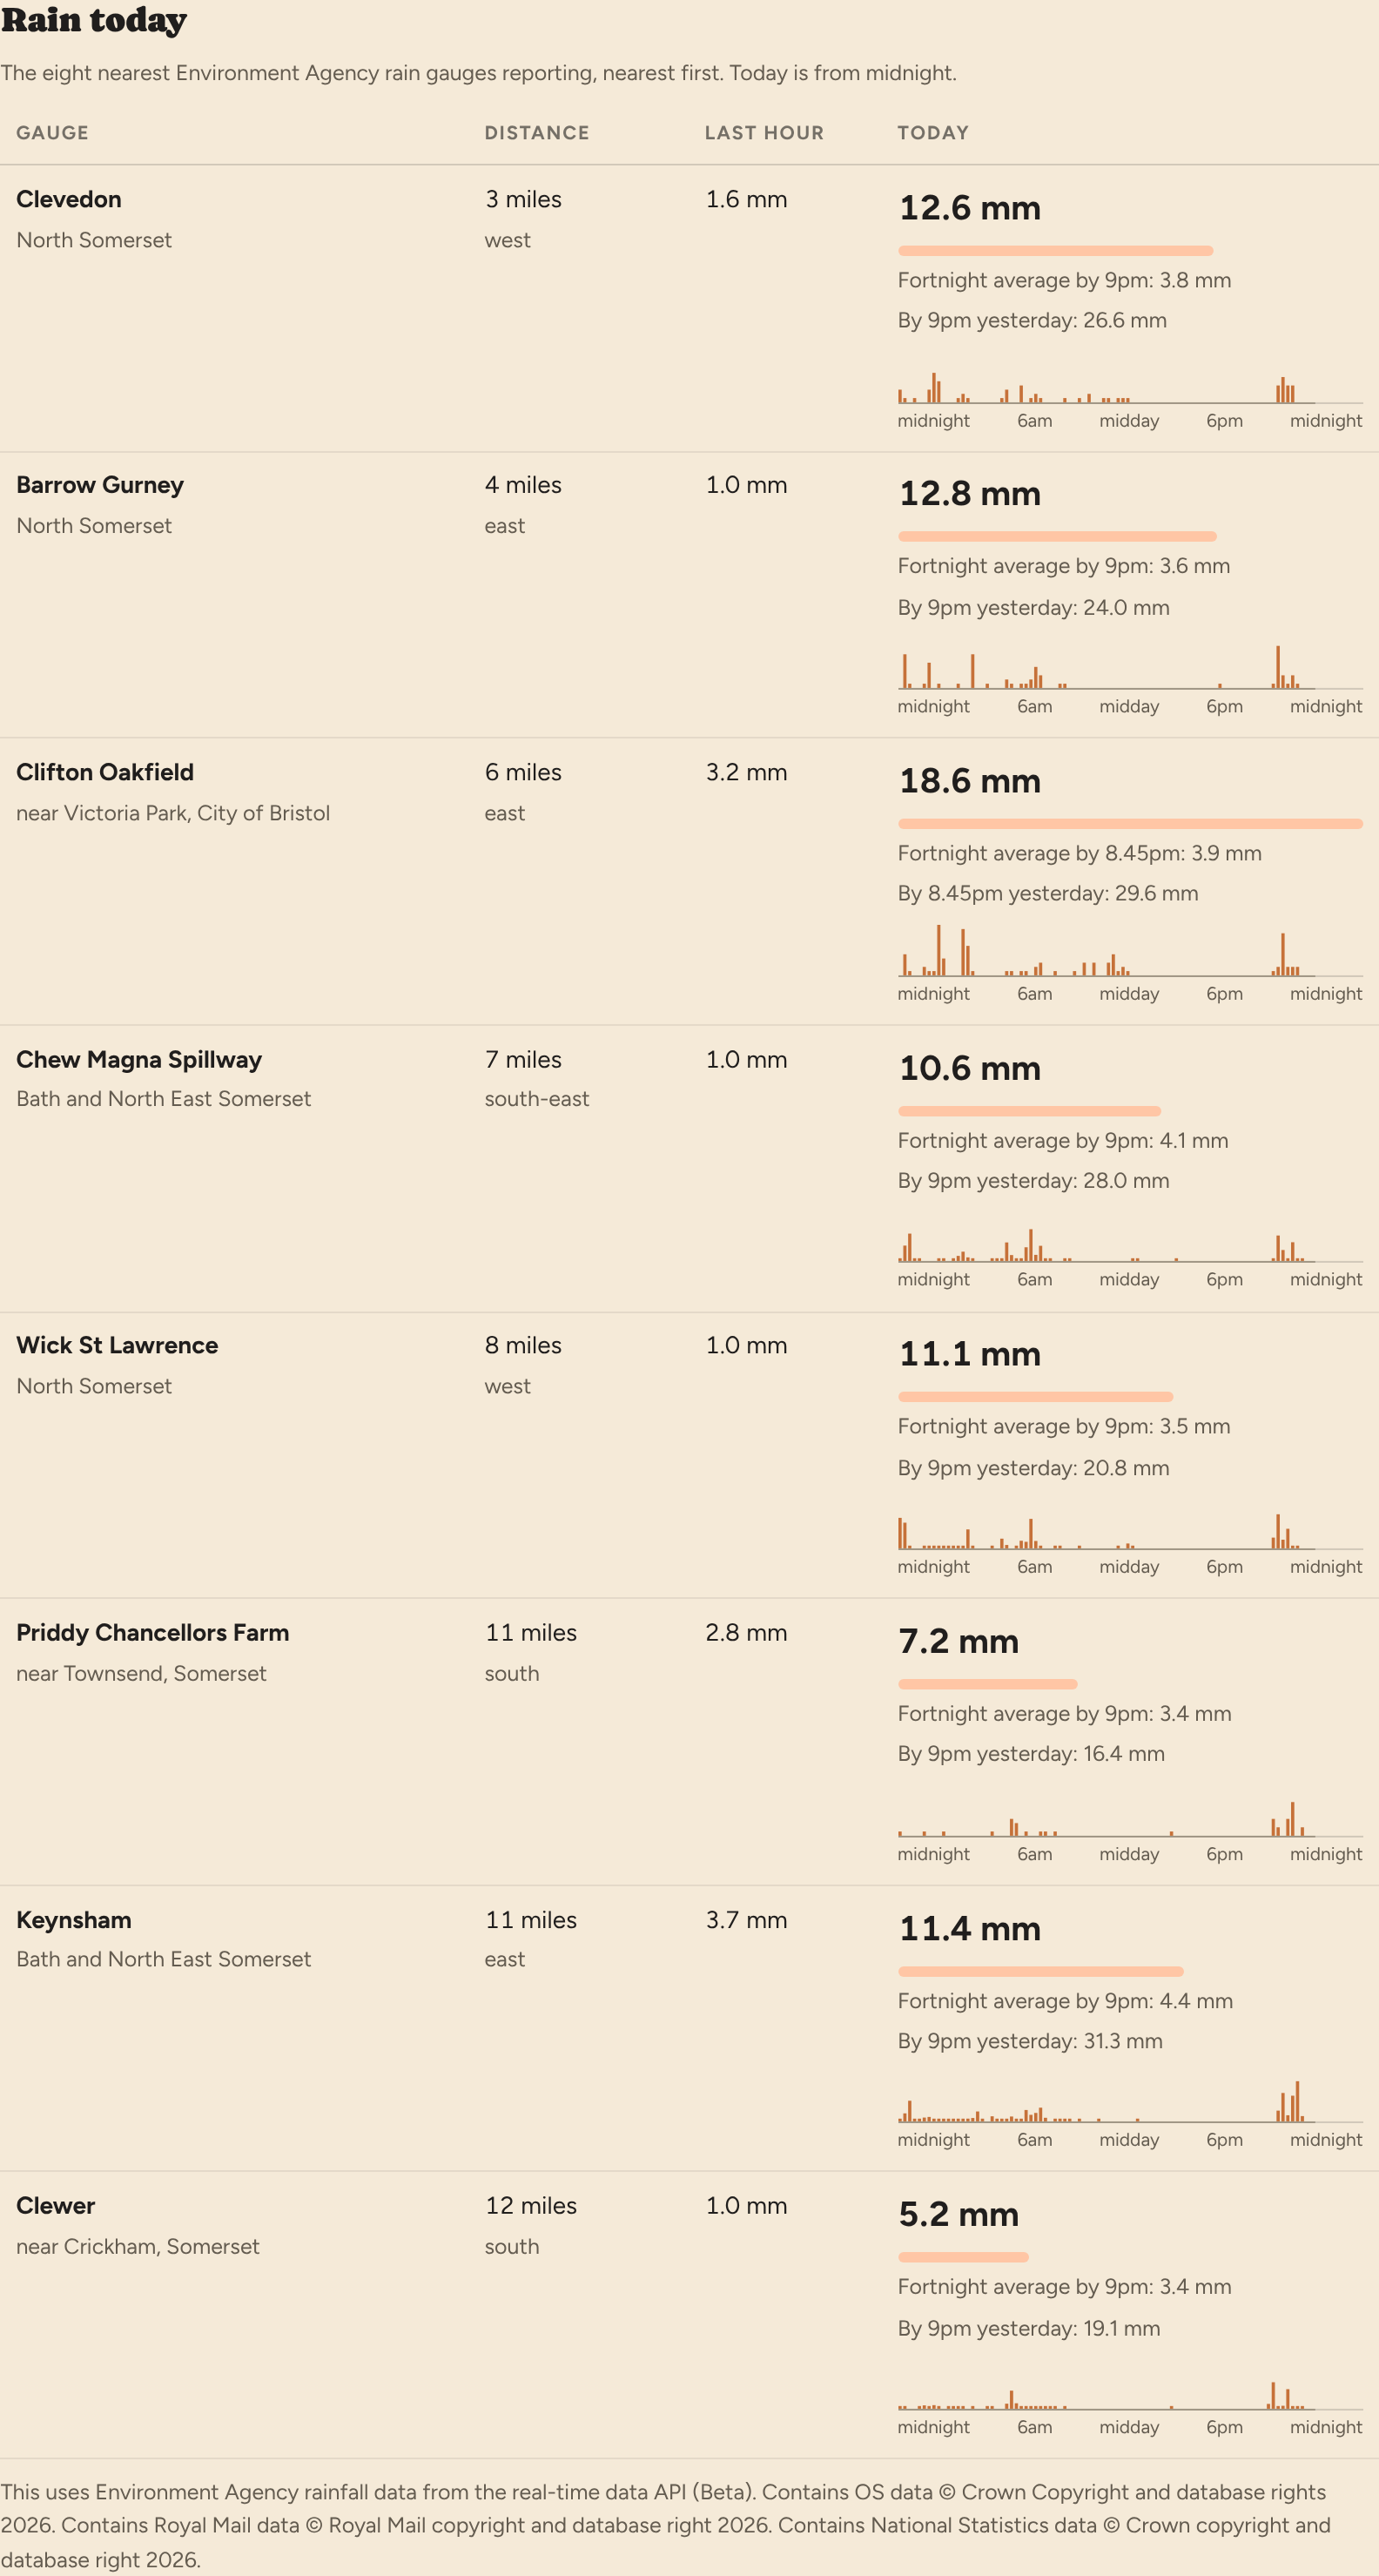 Rain today
The eight nearest Environment Agency rain gauges reporting, nearest first. Today is from midnight.
GAUGE DISTANCE LAST HOUR TODAY
Clevedon 3 miles 1.6 mm 12.6 mm
North Somerset west
Fortnight average by 9pm: 3.8 mm
By 9pm yesterday: 26.6 mm
midnight 6am midday 6pm midnight
Barrow Gurney 4 miles 1.0 mm 12.8 mm
North Somerset east
Fortnight average by 9pm: 3.6 mm
By 9pm yesterday: 24.0 mm
midnight 6am midday 6pm midnight
Clifton Oakfield 6 miles 3.2 mm 18.6 mm
near Victoria Park, City of Bristol east
Fortnight average by 8.45pm: 3.9 mm
By 8.45pm yesterday: 29.6 mm
midnight 6am midday 6pm midnight
Chew Magna Spillway 7 miles 1.0 mm 10.6 mm
Bath and North East Somerset south-east
Fortnight average by 9pm: 4.1 mm
By 9pm yesterday: 28.0 mm
midnight 6am midday 6pm midnight
Wick St Lawrence 8 miles 1.0 mm 11.1 mm
North Somerset west
Fortnight average by 9pm: 3.5 mm
By 9pm yesterday: 20.8 mm
midnight 6am midday 6pm midnight
Priddy Chancellors Farm 11 miles 2.8 mm 7.2 mm
near Townsend, Somerset south
Fortnight average by 9pm: 3.4 mm
By 9pm yesterday: 16.4 mm
midnight 6am midday 6pm midnight
Keynsham 11 miles 3.7 mm 11.4 mm
Bath and North East Somerset east
Fortnight average by 9pm: 4.4 mm
By 9pm yesterday: 31.3 mm
midnight 6am midday 6pm midnight
Clewer 12 miles 1.0 mm 5.2 mm
near Crickham, Somerset south
Fortnight average by 9pm: 3.4 mm
By 9pm yesterday: 19.1 mm
midnight 6am midday 6pm midnight
This uses Environment Agency rainfall data from the real-time data API (Beta). Contains OS data © Crown Copyright and database rights
2026. Contains Royal Mail data © Royal Mail copyright and database right 2026. Contains National Statistics data © Crown copyright and
database right 2026.